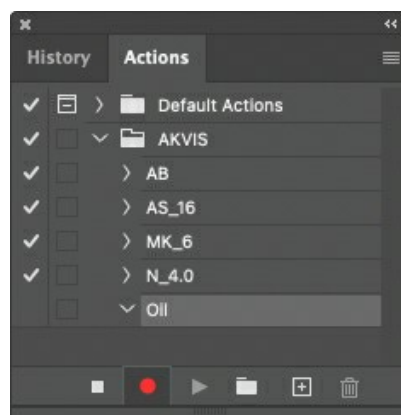 History Actions
Default Actions
AKVIS
AB
AS_16
MK_6
N_4.0
Oil